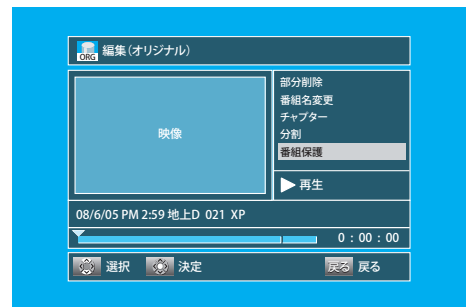 ORG 編集（オリジナル）
映像
部分削除
番組名変更
チャプター
分割
番組保護
再生
08/6/05 PM 2:59 地上D 021 XP
0：00：00
選択 決定 戻る 戻る